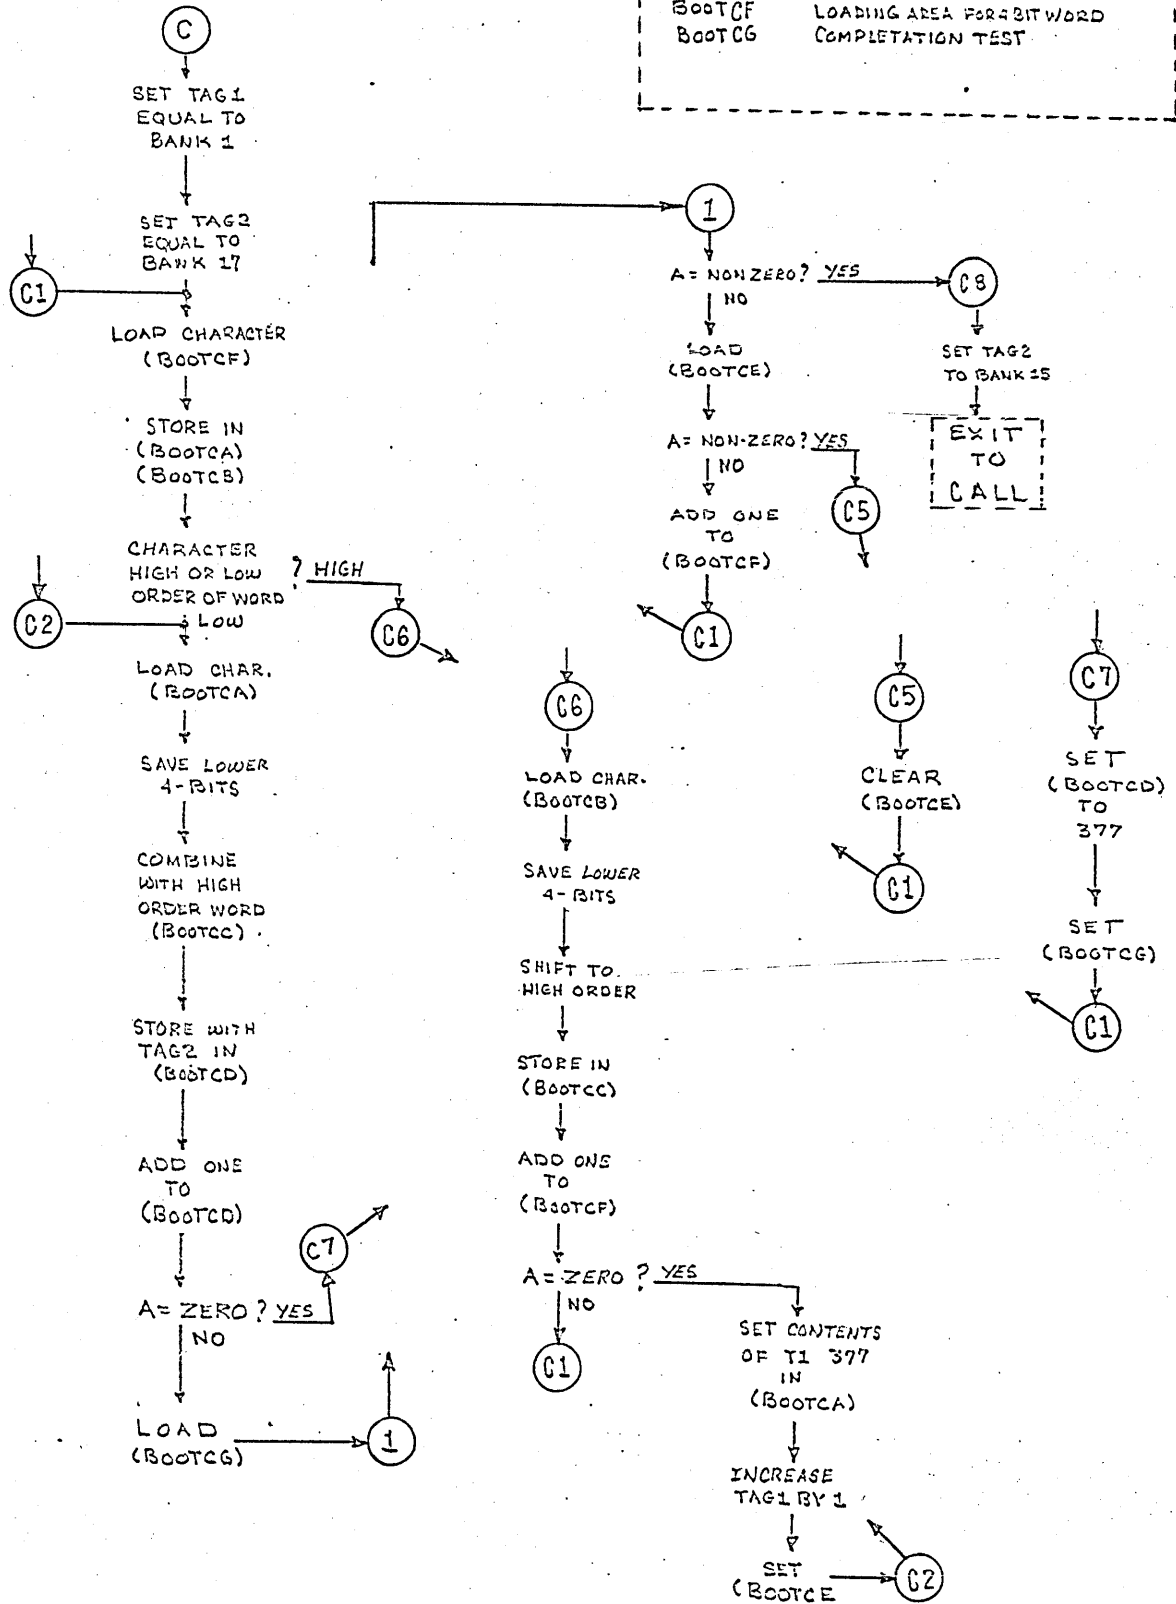 BOOTCF LOADING AREA FOR 4 BIT WORD
BOOTCG COMPLETATION TEST
C
SET TAG1
EQUAL TO
BANK 1
SET TAG2
EQUAL TO
BANK 17
C1
LOAD CHARACTER
(BOOTCF)
STORE IN
(BOOTCA)
(BOOTCB)
CHARACTER
HIGH OR LOW
ORDER OF WORD
? HIGH
C6
LOW
C2
LOAD CHAR.
(BOOTCA)
SAVE LOWER
4-BITS
COMBINE
WITH HIGH
ORDER WORD
(BOOTCC).
STORE WITH
TAG2 IN
(BOOTCD)
ADD ONE
TO
(BOOTCD)
C7
A= ZERO? YES
NO
LOAD
(BOOTCG)
1
1
A= NONZERO? YES
NO
C8
SET TAG2
TO BANK 15
EXIT
TO
CALL
LOAD
(BOOTCE)
A= NON-ZERO? YES
NO
C5
ADD ONE
TO
(BOOTCF)
C1
C6
LOAD CHAR.
(BOOTCB)
SAVE LOWER
4-BITS
SHIFT TO
HIGH ORDER
STORE IN
(BOOTCC)
ADD ONE
TO
(BOOTCF)
A= ZERO? YES
NO
C1
SET CONTENTS
OF T1 377
IN
(BOOTCA)
INCREASE
TAG1 BY 1
SET
(BOOTCE
C2
C5
CLEAR
(BOOTCE)
C1
C7
SET
(BOOTCD)
TO
377
SET
(BOOTCG)
C1